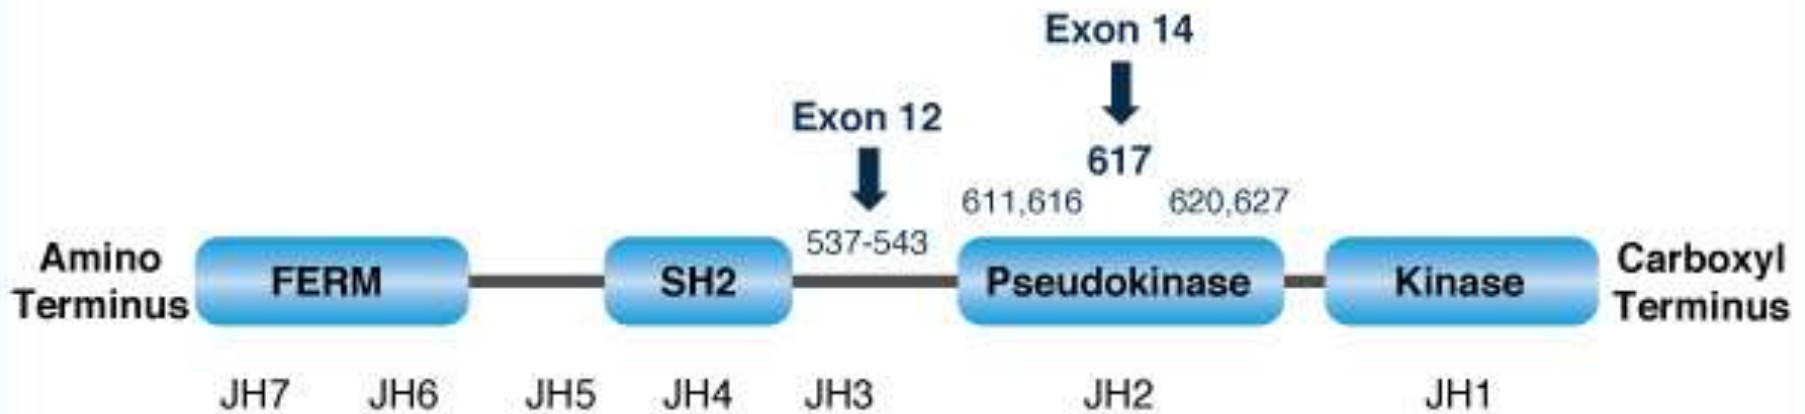 Exon 14
Exon 12
617
611,616
620,627
537-543
Amino
Terminus
FERM
SH2
Pseudokinase
Kinase
Carboxyl
Terminus
JH7
JH6
JH5
JH4
JH3
JH2
JH1